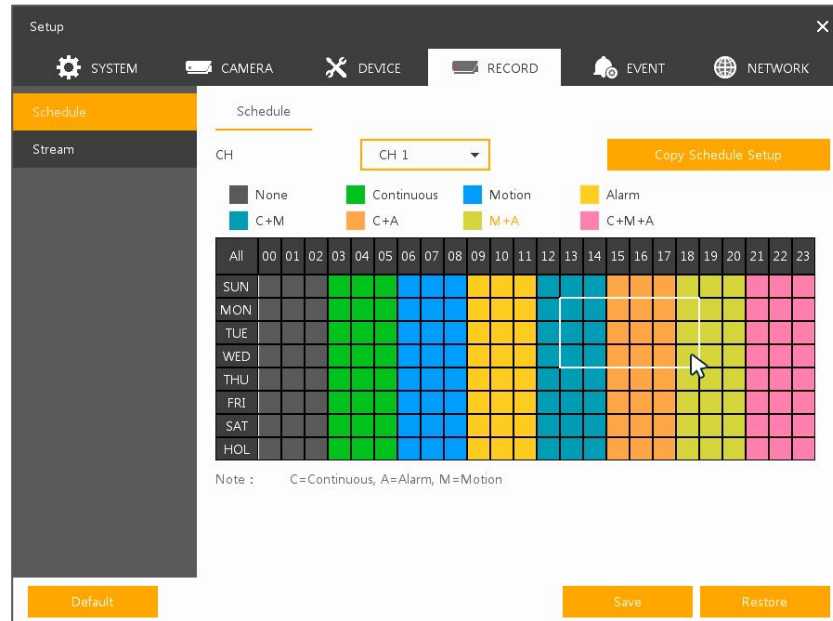 Setup
SYSTEM CAMERA DEVICE RECORD EVENT NETWORK
Schedule
Stream
Schedule
CH CH 1 Copy Schedule Setup
None Continuous Motion Alarm
C+M C+A M+A C+M+A
All 00 01 02 03 04 05 06 07 08 09 10 11 12 13 14 15 16 17 18 19 20 21 22 23
SUN
MON
TUE
WED
THU
FRI
SAT
HOL
Note : C=Continuous, A=Alarm, M=Motion
Default Save Restore